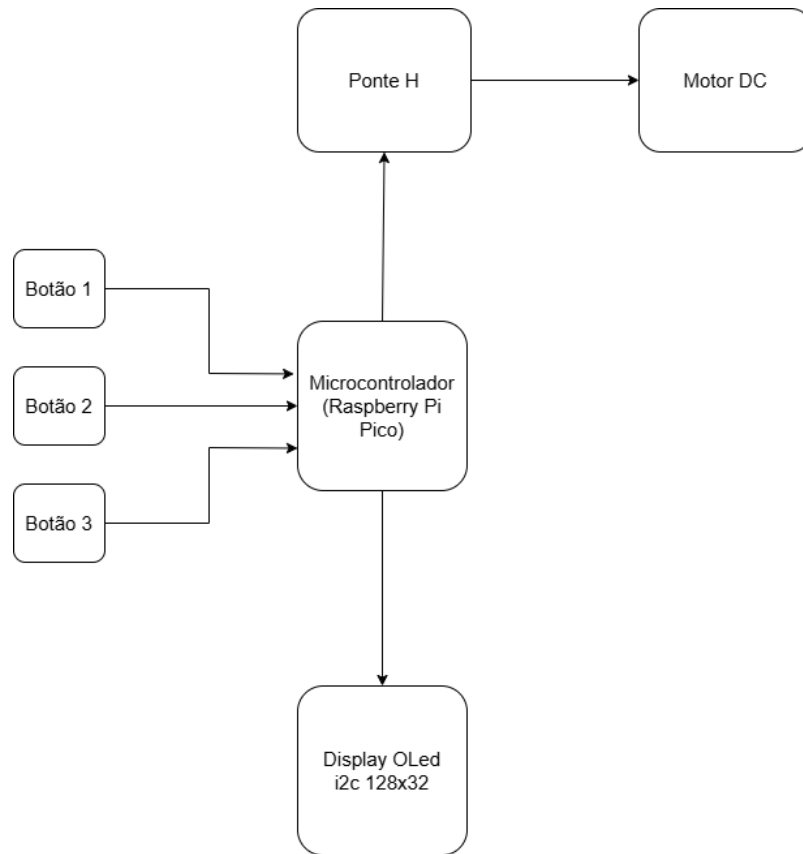 Ponte H
Motor DC
Botão 1
Botão 2
Botão 3
Microcontrolador
(Raspberry Pi
Pico)
Display OLed
i2c 128x32